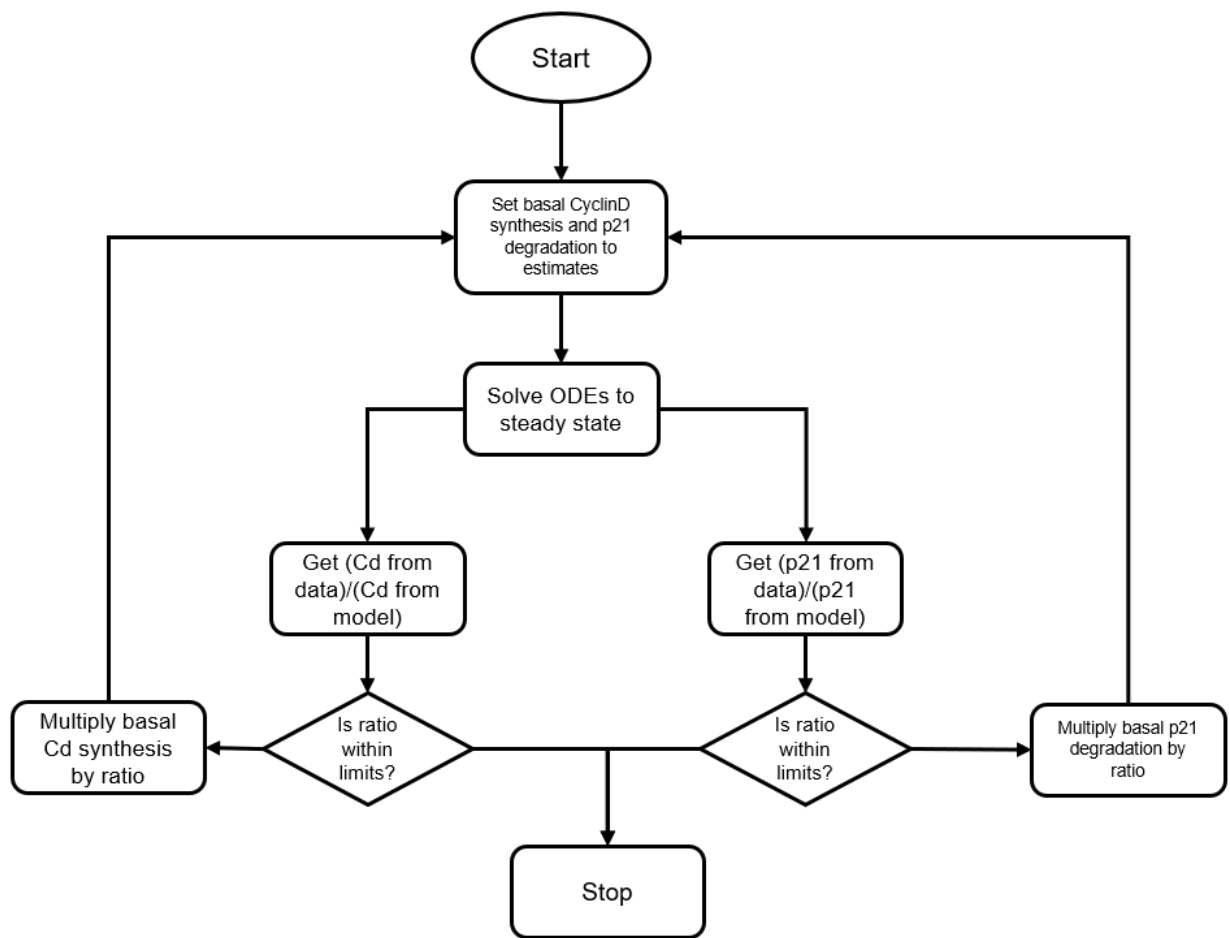 Start
Set basal CyclinD
synthesis and p21
degradation to
estimates
Solve ODEs to
steady state
Get (Cd from
data)/(Cd from
model)
Get (p21 from
data)/(p21
from model)
Multiply basal
Cd synthesis
by ratio
Is ratio
within
limits?
Is ratio
within
limits?
Multiply basal p21
degradation by
ratio
Stop